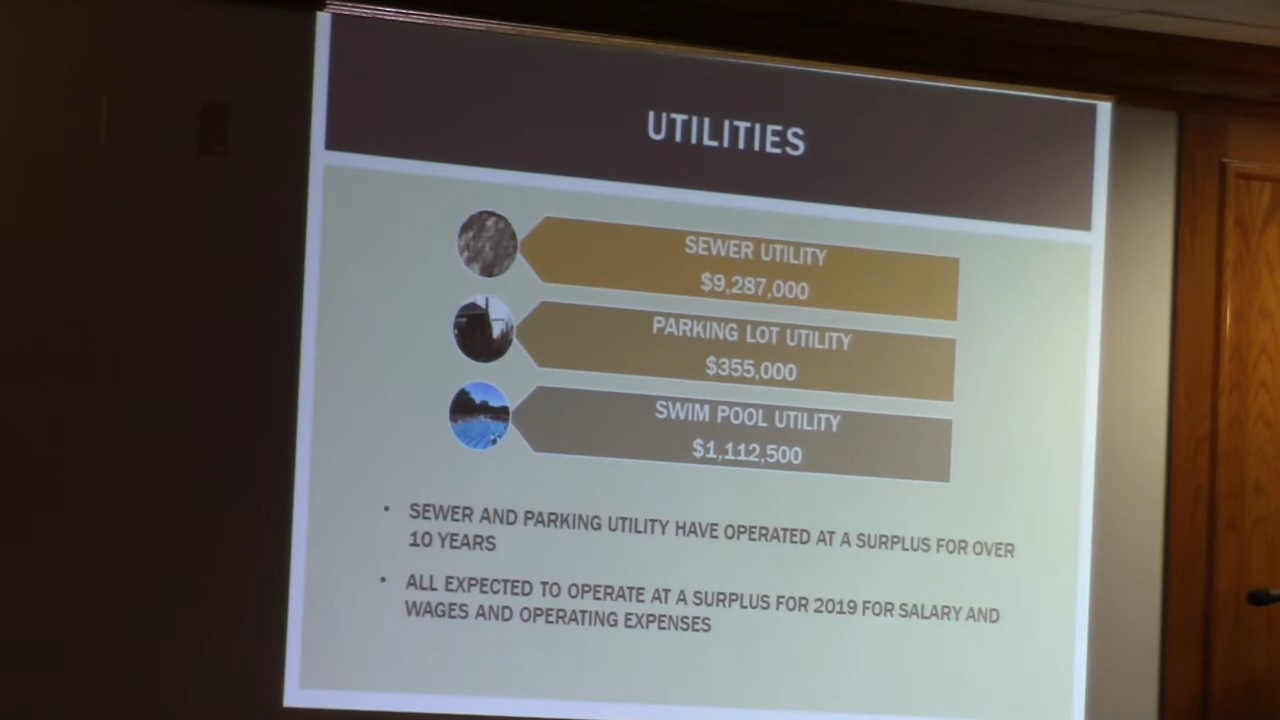 UTILITIES
SEWER UTILITY
$9,287,000
PARKING LOT UTILITY
$355,000
SWIM POOL UTILITY
$1,112,500
• SEWER AND PARKING UTILITY HAVE OPERATED AT A SURPLUS FOR OVER
10 YEARS
• ALL EXPECTED TO OPERATE AT A SURPLUS FOR 2019 FOR SALARY AND
WAGES AND OPERATING EXPENSES